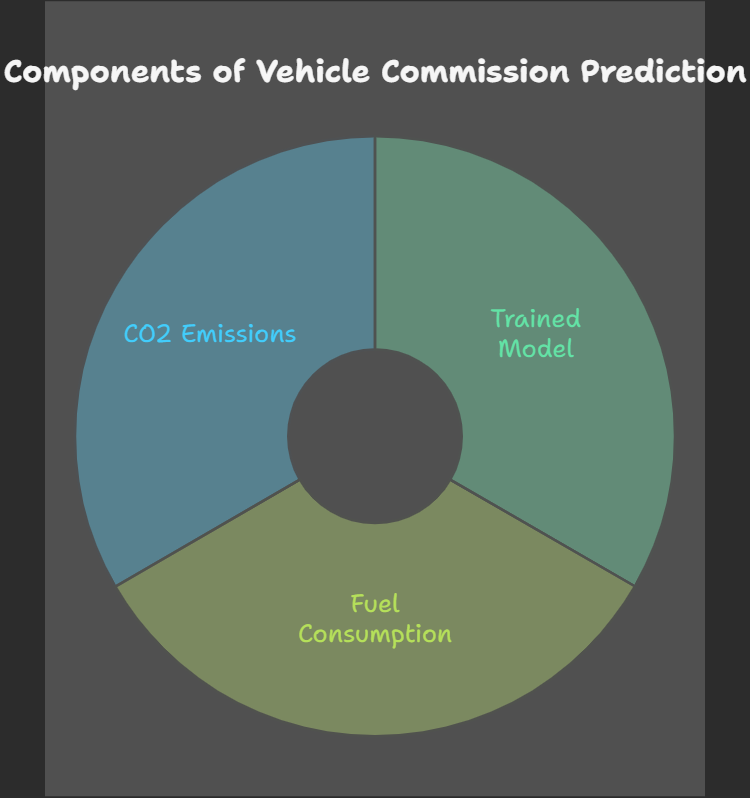 Components of Vehicle Commission Prediction
CO2 Emissions
Trained
Model
Fuel
Consumption